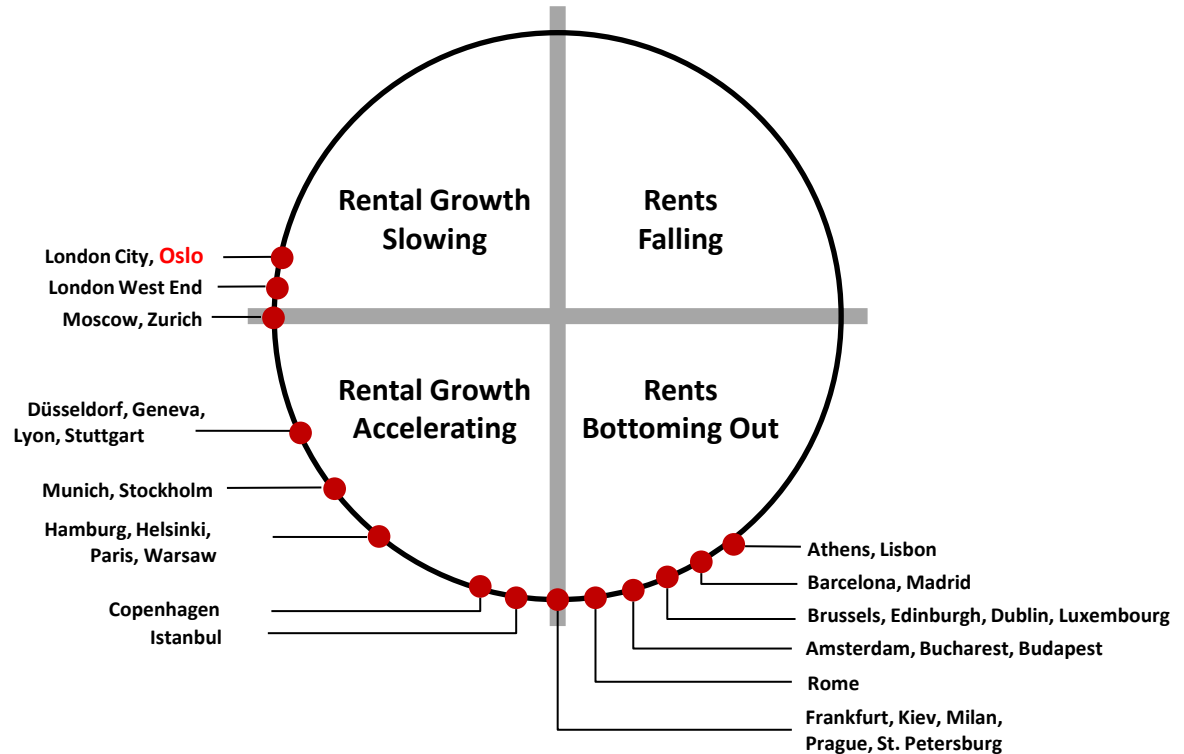 Rental Growth
Slowing
Rents
Falling
London City, Oslo
London West End
Moscow, Zurich
Rental Growth
Accelerating
Rents
Bottoming Out
Düsseldorf, Geneva,
Lyon, Stuttgart
Munich, Stockholm
Hamburg, Helsinki,
Paris, Warsaw
Copenhagen
Istanbul
Athens, Lisbon
Barcelona, Madrid
Brussels, Edinburgh, Dublin, Luxembourg
Amsterdam, Bucharest, Budapest
Rome
Frankfurt, Kiev, Milan,
Prague, St. Petersburg